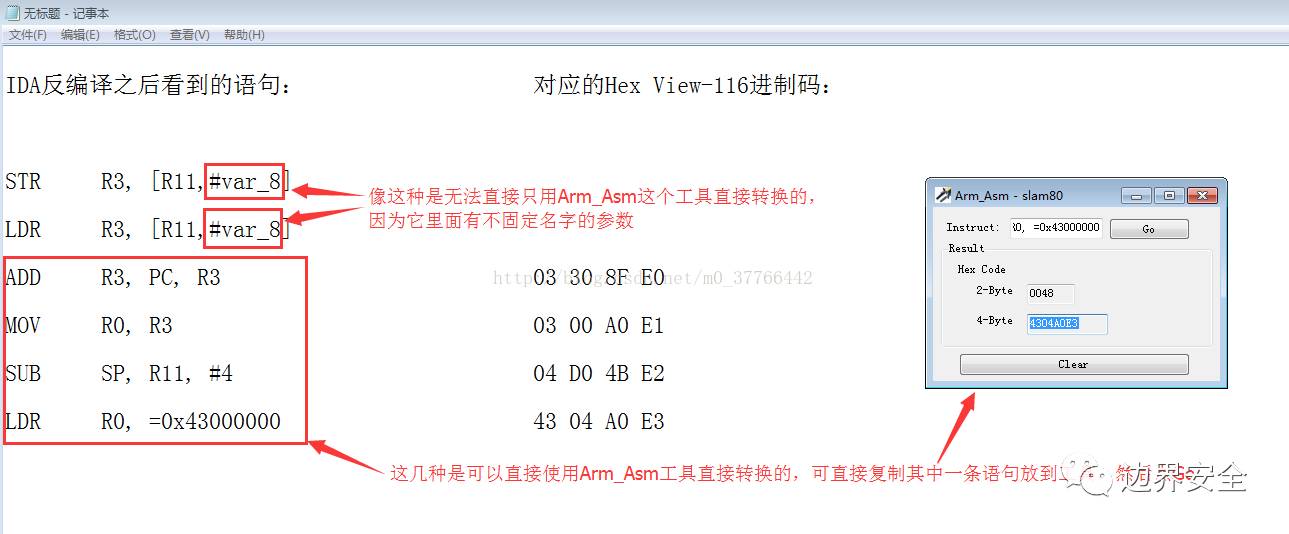 无标题 - 记事本
文件(F) 编辑(E) 格式(O) 查看(V) 帮助(H)
IDA反编译之后看到的语句: 对应的Hex View-116进制码:
STR R3, [R11,#var_8]
像这种是无法直接只用Arm_Asm这个工具直接转换的,
因为它里面有不固定名字的参数
LDR R3, [R11,#var_8]
ADD R3, PC, R3 03 30 8F E0
MOV R0, R3 03 00 A0 E1
SUB SP, R11, #4 04 D0 4B E2
LDR R0, =0x43000000 43 04 A0 E3
Arm_Asm - slam80
Instruct: 0, =0x43000000 Go
Result
Hex Code
2-Byte 0048
4-Byte 4304A0E3
Clear
这几种是可以直接使用Arm_Asm工具直接转换的, 可直接复制其中一条语句放到
边界安全